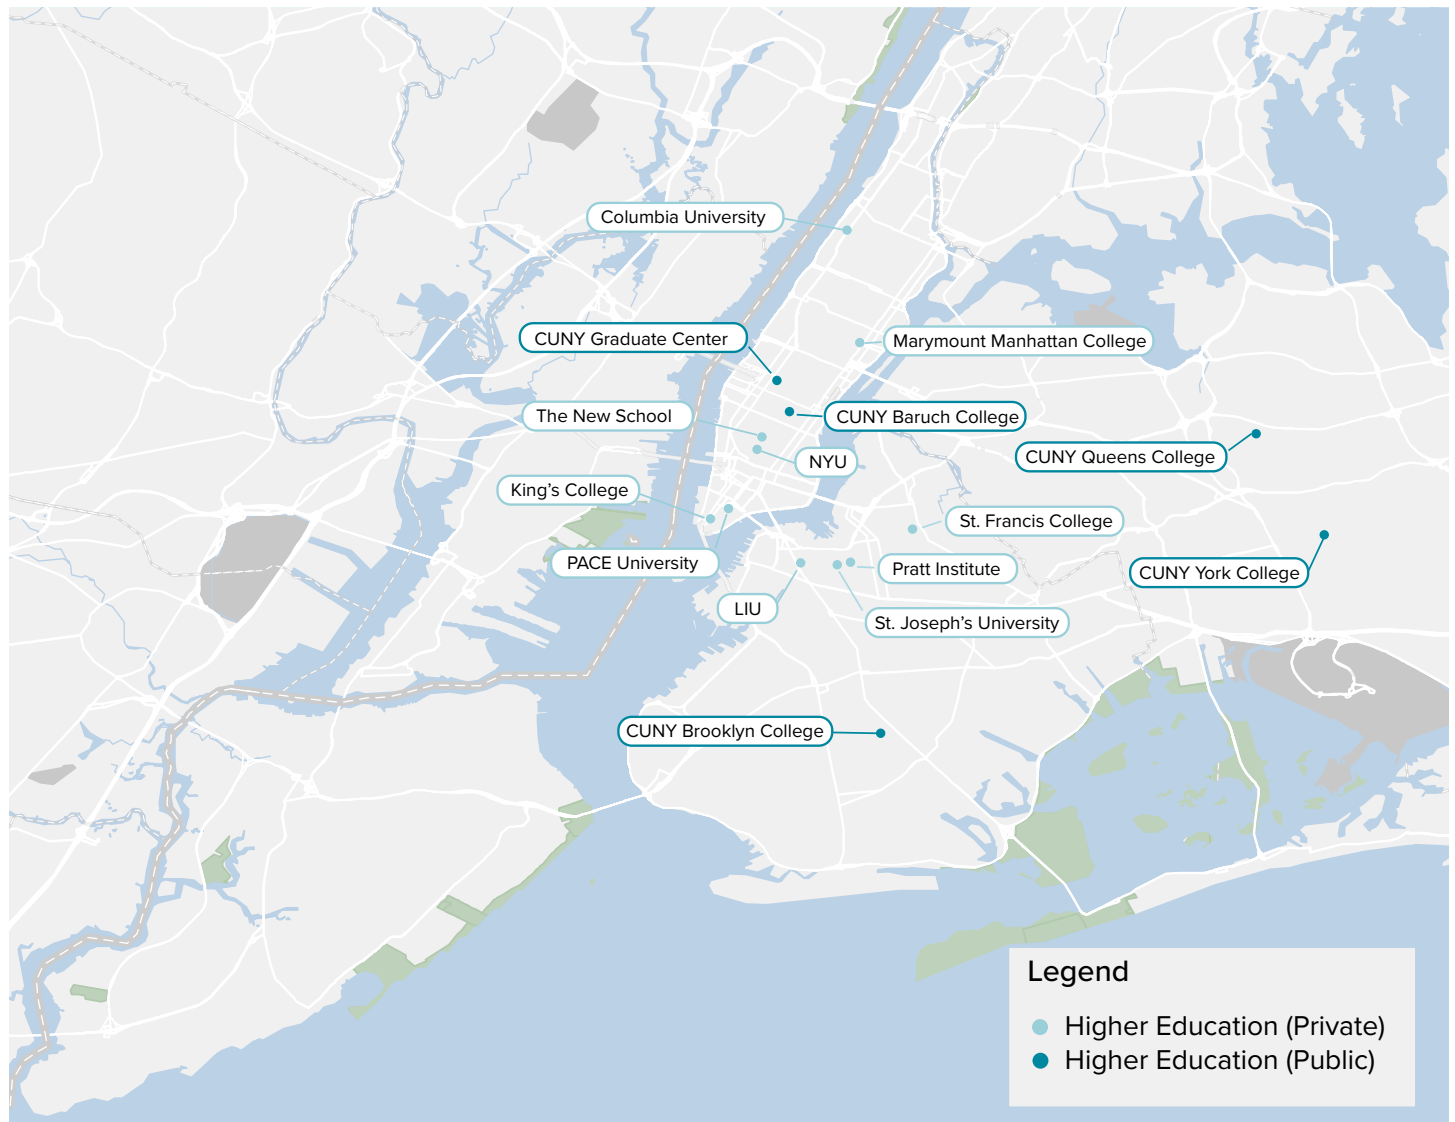 Columbia University
CUNY Graduate Center
Marymount Manhattan College
The New School
CUNY Baruch College
CUNY Queens College
NYU
King’s College
St. Francis College
PACE University
Pratt Institute
CUNY York College
LIU
St. Joseph’s University
CUNY Brooklyn College
Legend
Higher Education (Private)
Higher Education (Public)